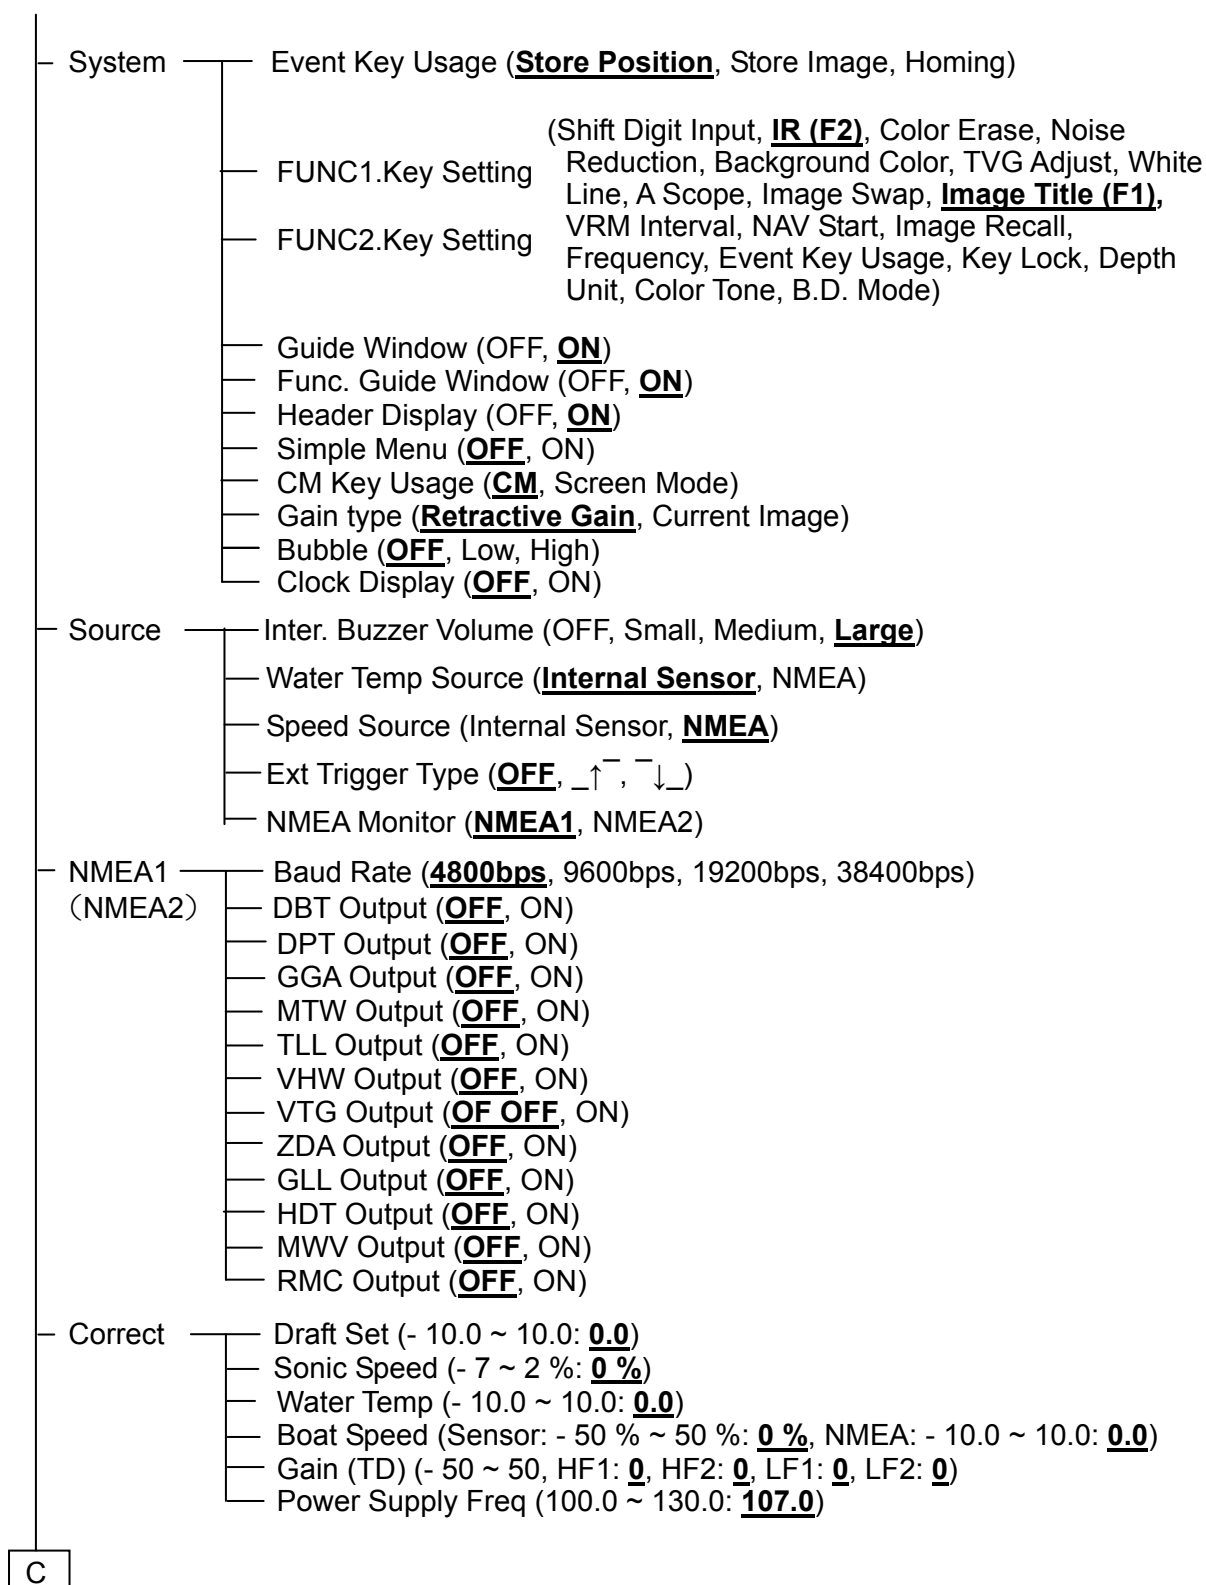 System Event Key Usage (Store Position, Store Image, Homing)
(Shift Digit Input, IR (F2), Color Erase, Noise
Reduction, Background Color, TVG Adjust, White
FUNC1.Key Setting
Line, A Scope, Image Swap, Image Title (F1),
VRM Interval, NAV Start, Image Recall,
FUNC2.Key Setting
Frequency, Event Key Usage, Key Lock, Depth
Unit, Color Tone, B.D. Mode)
Guide Window (OFF, ON)
Func. Guide Window (OFF, ON)
Header Display (OFF, ON)
Simple Menu (OFF, ON)
CM Key Usage (CM, Screen Mode)
Gain type (Retractive Gain, Current Image)
Bubble (OFF, Low, High)
Clock Display (OFF, ON)
Source Inter. Buzzer Volume (OFF, Small, Medium, Large)
Water Temp Source (Internal Sensor, NMEA)
Speed Source (Internal Sensor, NMEA)
Ext Trigger Type (OFF, _↑‾, ‾↓_)
NMEA Monitor (NMEA1, NMEA2)
NMEA1 Baud Rate (4800bps, 9600bps, 19200bps, 38400bps)
（NMEA2） DBT Output (OFF, ON)
DPT Output (OFF, ON)
GGA Output (OFF, ON)
MTW Output (OFF, ON)
TLL Output (OFF, ON)
VHW Output (OFF, ON)
VTG Output (OF OFF, ON)
ZDA Output (OFF, ON)
GLL Output (OFF, ON)
HDT Output (OFF, ON)
MWV Output (OFF, ON)
RMC Output (OFF, ON)
Correct Draft Set (- 10.0 ~ 10.0: 0.0)
Sonic Speed (- 7 ~ 2 %: 0 %)
Water Temp (- 10.0 ~ 10.0: 0.0)
Boat Speed (Sensor: - 50 % ~ 50 %: 0 %, NMEA: - 10.0 ~ 10.0: 0.0)
Gain (TD) (- 50 ~ 50, HF1: 0, HF2: 0, LF1: 0, LF2: 0)
Power Supply Freq (100.0 ~ 130.0: 107.0)
C